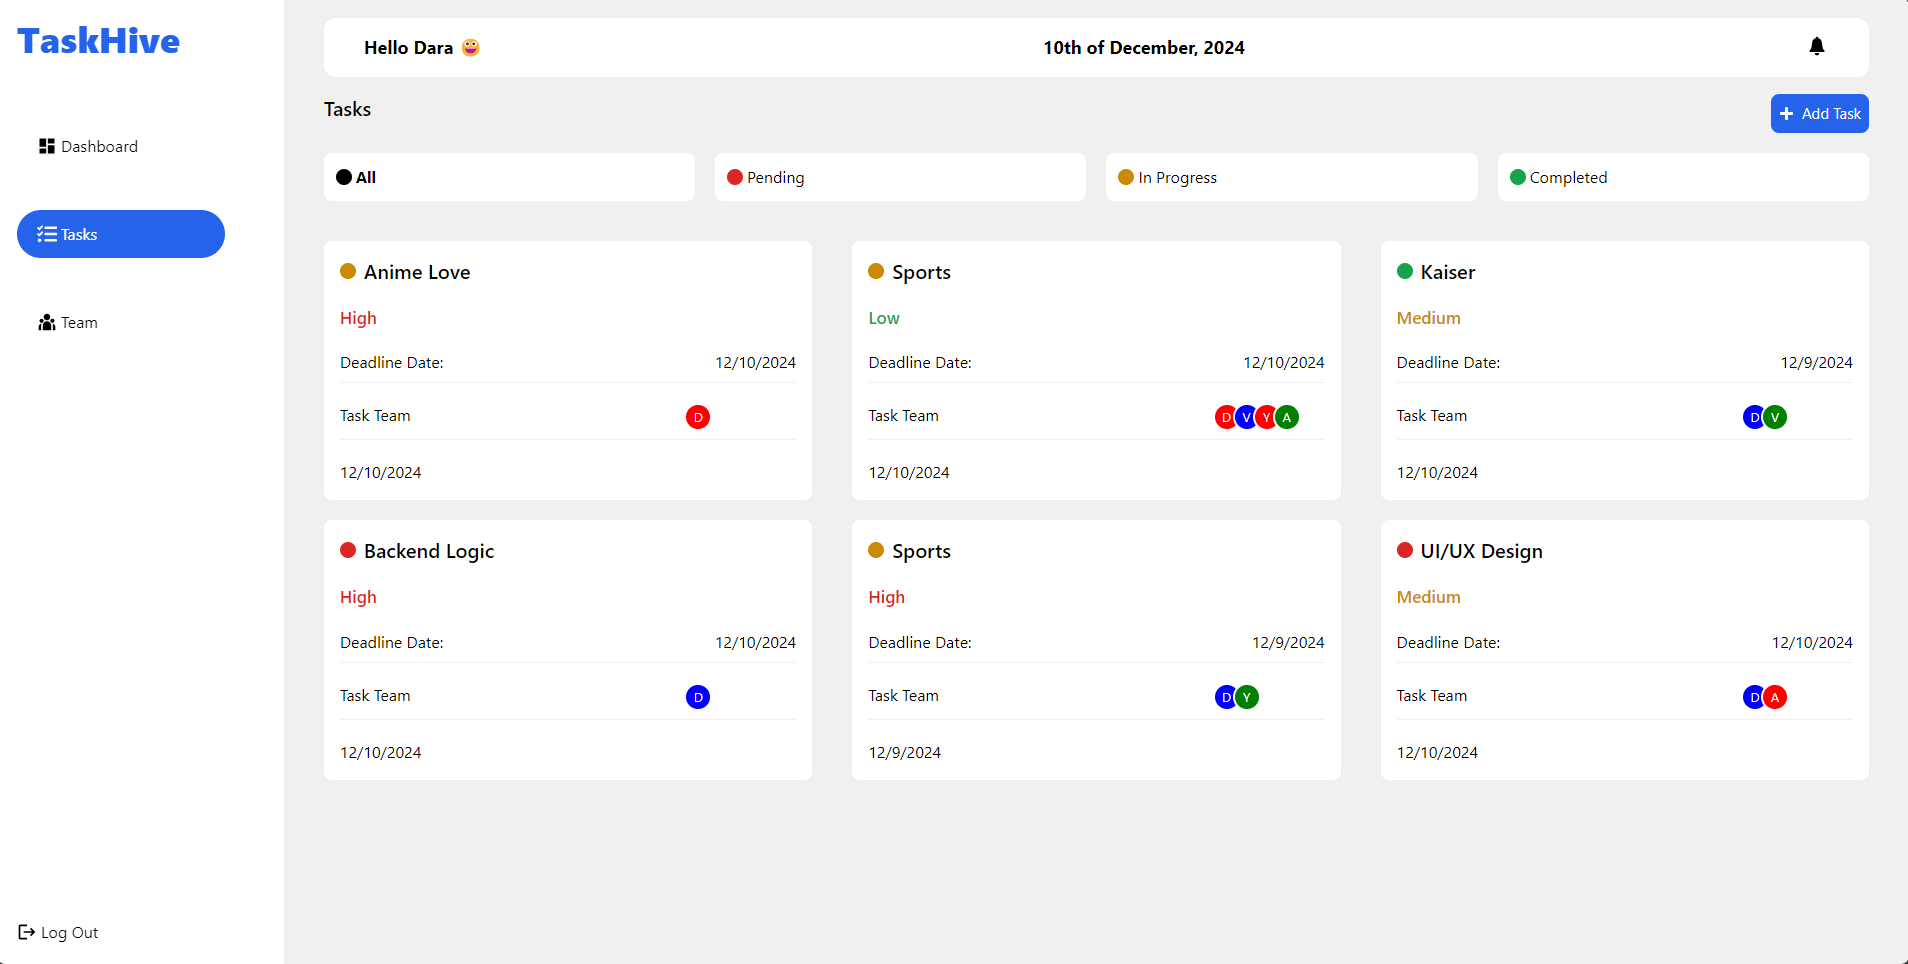 TaskHive
Hello Dara 😀
10th of December, 2024
Dashboard
Tasks
Team
Log Out
Tasks
+ Add Task
All
Pending
In Progress
Completed
Anime Love
High
Deadline Date: 12/10/2024
Task Team D
12/10/2024
Sports
Low
Deadline Date: 12/10/2024
Task Team D V Y A
12/10/2024
Kaiser
Medium
Deadline Date: 12/9/2024
Task Team D V
12/10/2024
Backend Logic
High
Deadline Date: 12/10/2024
Task Team D
12/10/2024
Sports
High
Deadline Date: 12/9/2024
Task Team D Y
12/9/2024
UI/UX Design
Medium
Deadline Date: 12/10/2024
Task Team D A
12/10/2024